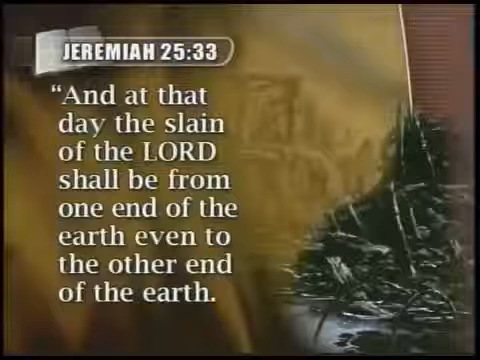 JEREMIAH 25:33
“And at that
day the slain
of the LORD
shall be from
one end of the
earth even to
the other end
of the earth.